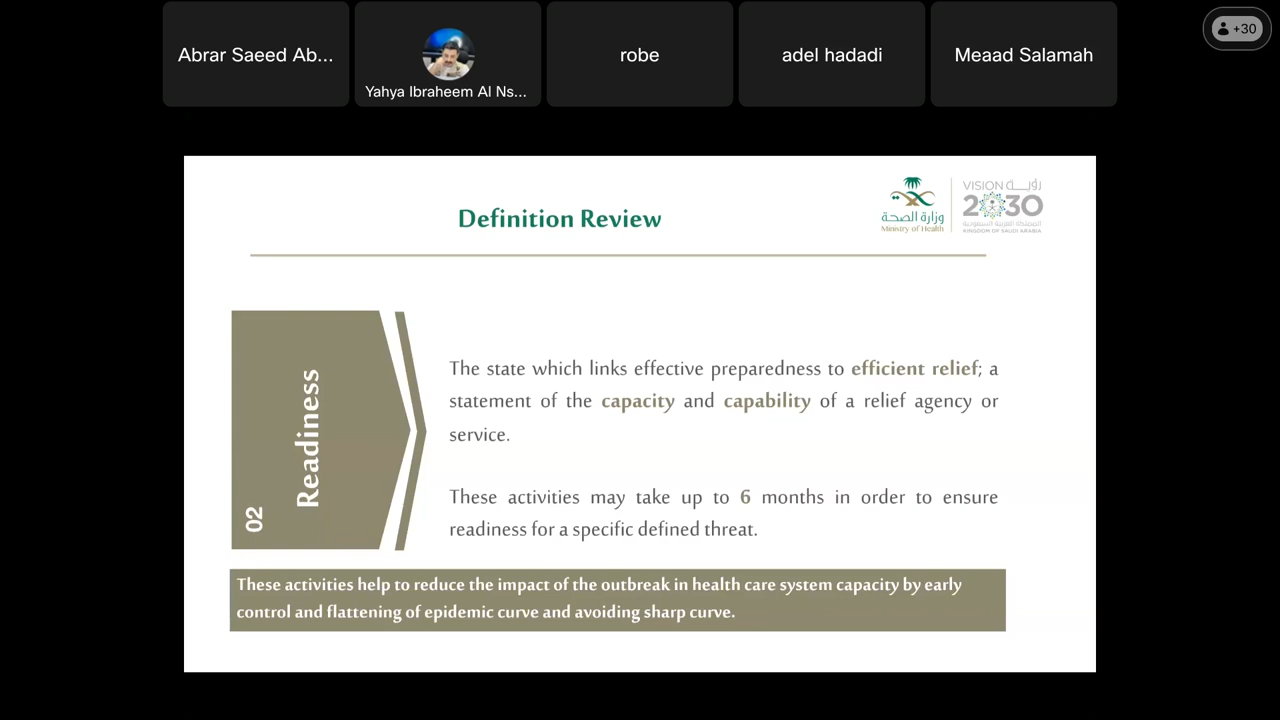 Abrar Saeed Ab...
Yahya Ibraheem Al Ns...
robe
adel hadadi
Meaad Salamah
+30
Definition Review
وزارة الصحة
Ministry of Health
VISION رؤيــة
2030
المملكة العربية السعودية
KINGDOM OF SAUDI ARABIA
02
Readiness
The state which links effective preparedness to efficient relief; a
statement of the capacity and capability of a relief agency or
service.
These activities may take up to 6 months in order to ensure
readiness for a specific defined threat.
These activities help to reduce the impact of the outbreak in health care system capacity by early
control and flattening of epidemic curve and avoiding sharp curve.